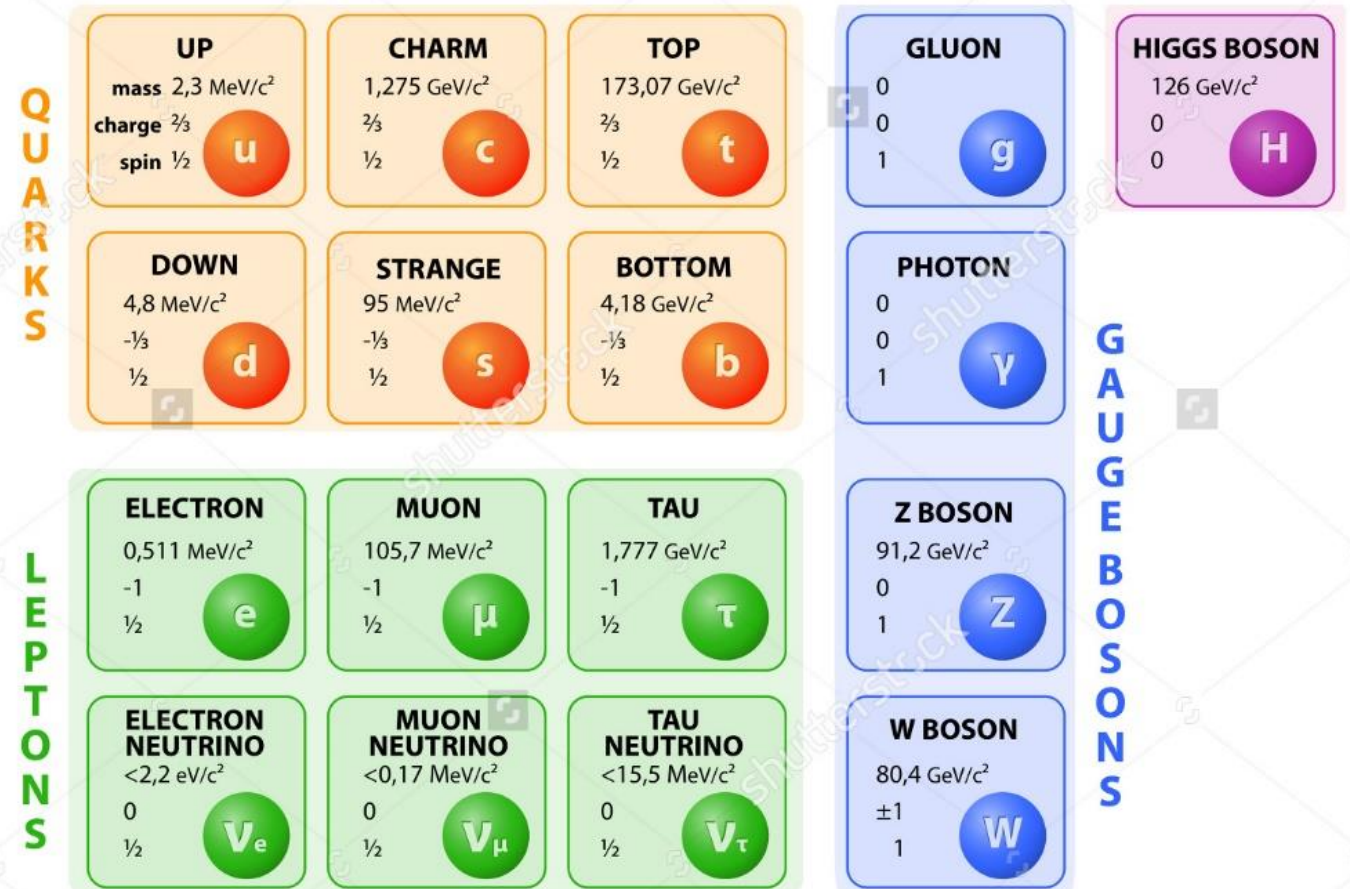 QUARKS
UP
mass 2,3 MeV/c²
charge ⅔
spin ½
u
CHARM
1,275 GeV/c²
⅔
½
c
TOP
173,07 GeV/c²
⅔
½
t
GLUON
0
0
1
g
HIGGS BOSON
126 GeV/c²
0
0
H
DOWN
4,8 MeV/c²
-⅓
½
d
STRANGE
95 MeV/c²
-⅓
½
s
BOTTOM
4,18 GeV/c²
-⅓
½
b
PHOTON
0
0
1
γ
GAUGE BOSONS
LEPTONS
ELECTRON
0,511 MeV/c²
-1
½
e
MUON
105,7 MeV/c²
-1
½
μ
TAU
1,777 GeV/c²
-1
½
τ
Z BOSON
91,2 GeV/c²
0
1
Z
ELECTRON
NEUTRINO
<2,2 eV/c²
0
½
νe
MUON
NEUTRINO
<0,17 MeV/c²
0
½
νμ
TAU
NEUTRINO
<15,5 MeV/c²
0
½
ντ
W BOSON
80,4 GeV/c²
±1
1
W
shutterstock
shutterstock
shutterstock